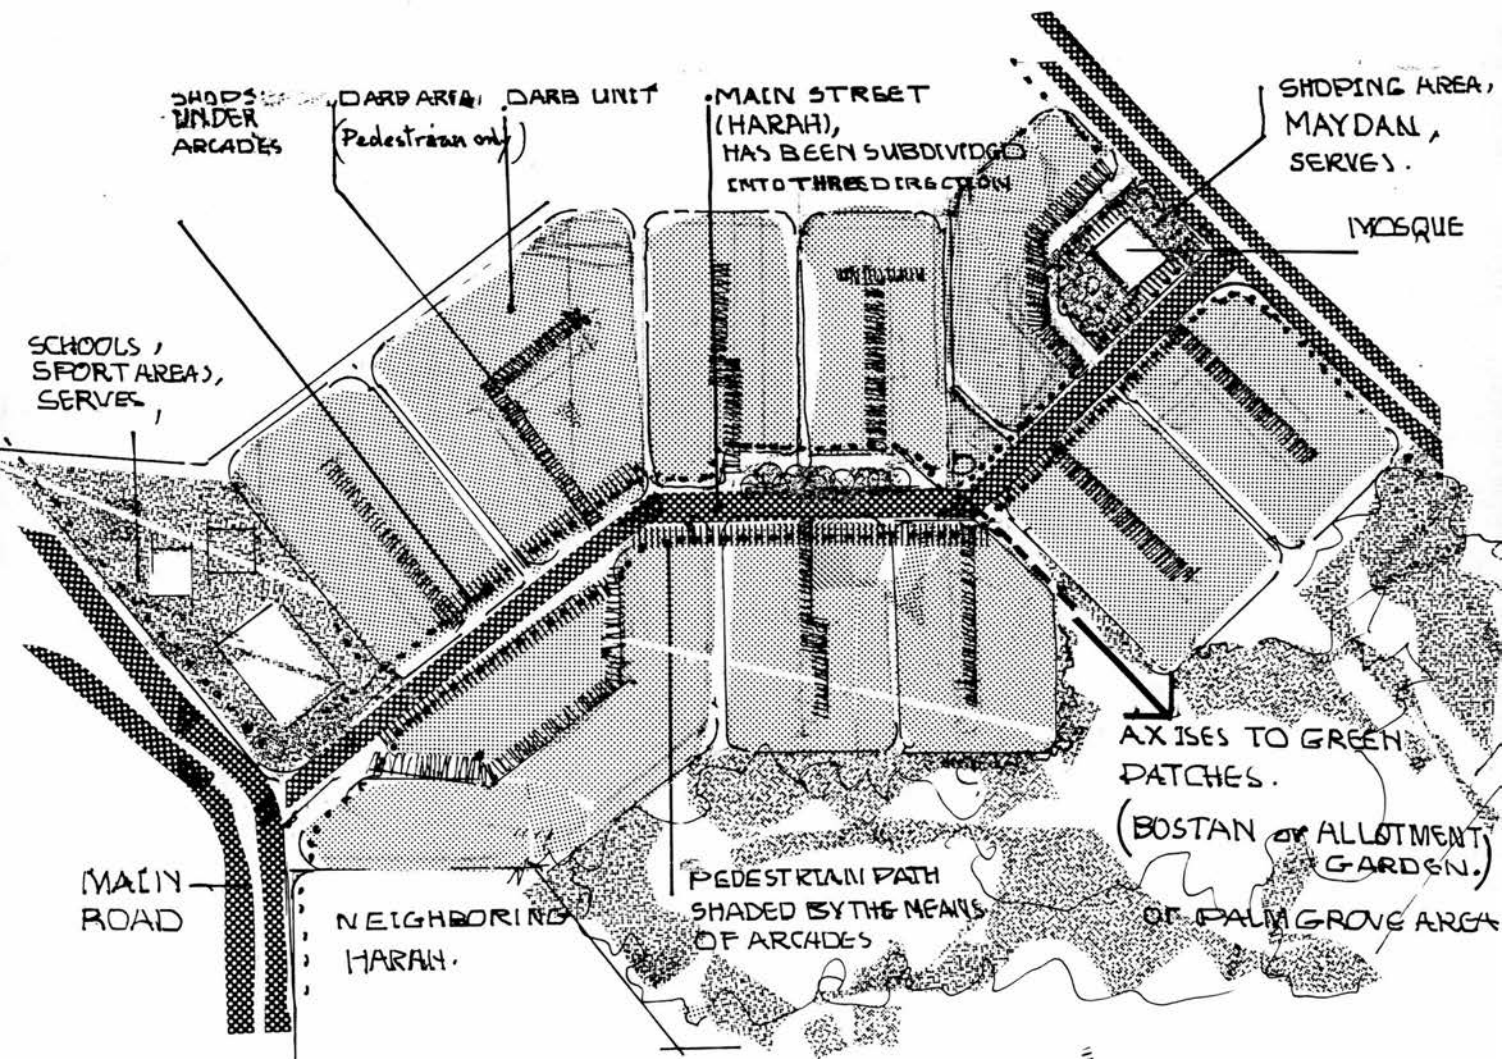 SHOPS
UNDER
ARCADES
DARB AREA,
(Pedestrian only)
DARB UNIT
MAIN STREET
(HARAH),
HAS BEEN SUBDIVIDED
INTO THREE DIRECTION
SHOPING AREA,
MAYDAN,
SERVES.
MOSQUE
SCHOOLS,
SPORT AREAS,
SERVES,
AXISES TO GREEN
PATCHES.
(BOSTAN or ALLOTMENT
GARDEN.)
or PALM GROVE AREA
MAIN
ROAD
NEIGHBORING
HARAH.
PEDESTRIAN PATH
SHADED BY THE MEANS
OF ARCADES